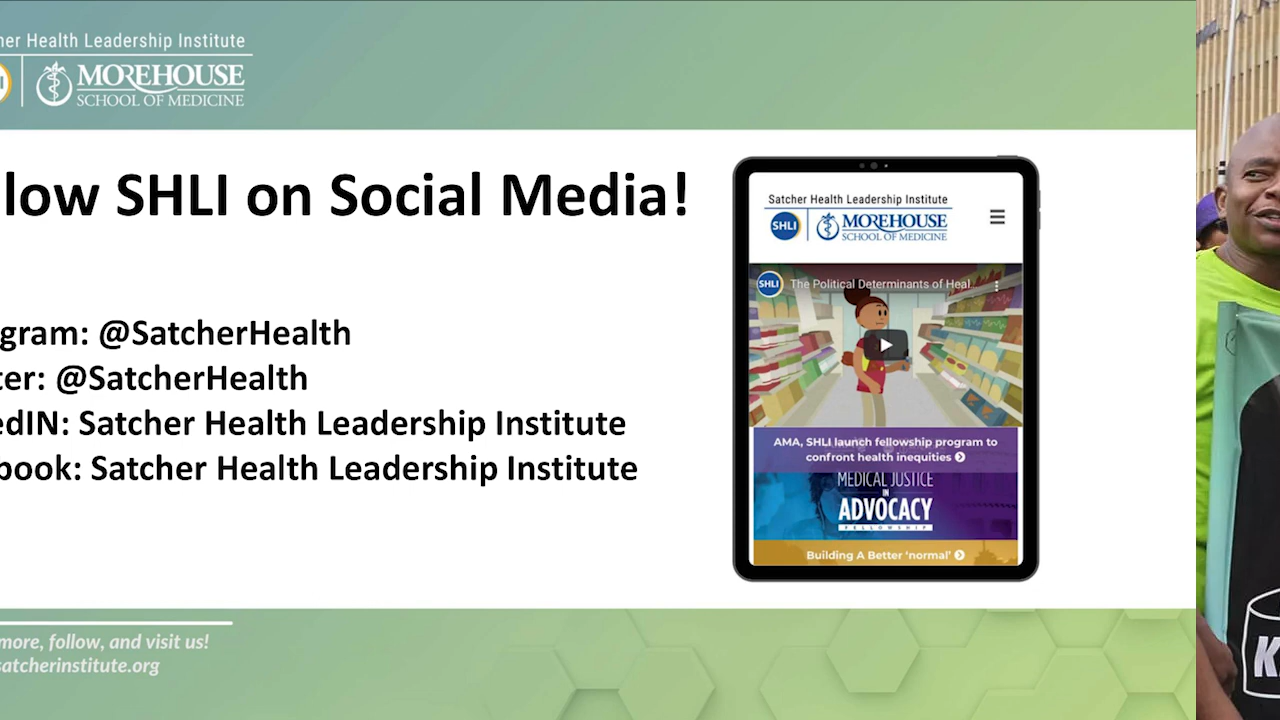 her Health Leadership Institute
MOREHOUSE
SCHOOL OF MEDICINE
llow SHLI on Social Media!
gram: @SatcherHealth
ter: @SatcherHealth
edIN: Satcher Health Leadership Institute
book: Satcher Health Leadership Institute
Satcher Health Leadership Institute
SHLI
MOREHOUSE
SCHOOL OF MEDICINE
SHLI
The Political Determinants of Heal
AMA, SHLI launch fellowship program to
confront health inequities
MEDICAL JUSTICE
IN
ADVOCACY
FELLOWSHIP
Building A Better ‘normal’
more, follow, and visit us!
satcherinstitute.org